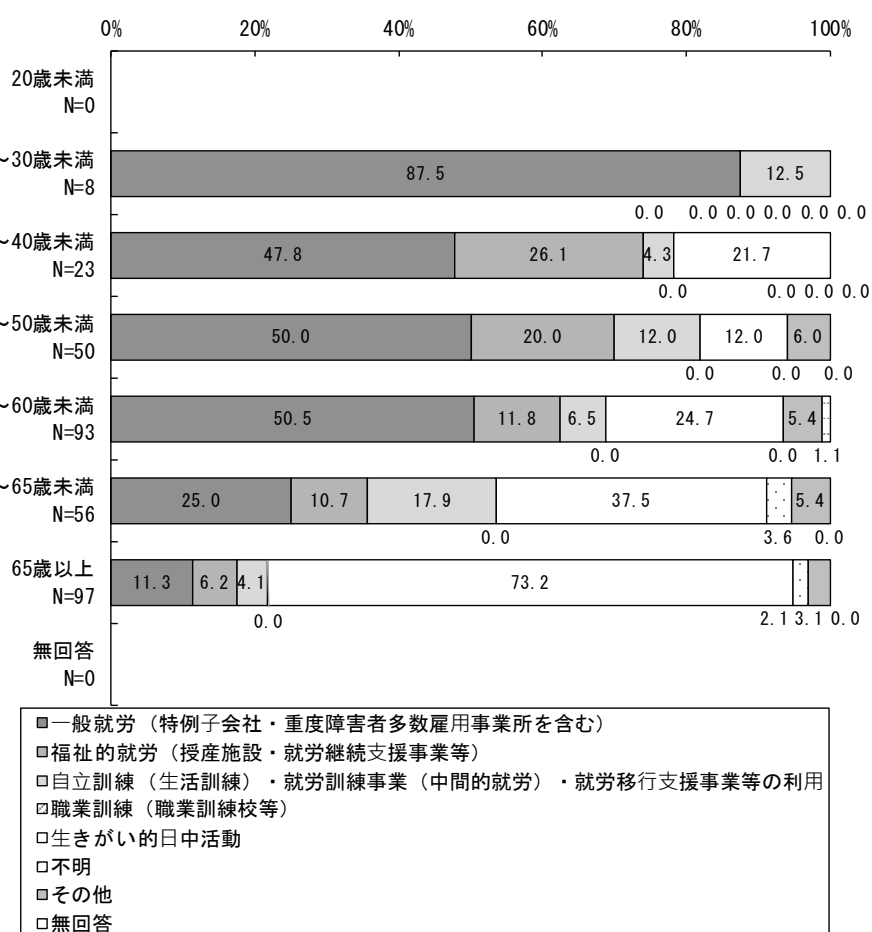 0% 20% 40% 60% 80% 100%
20歳未満
N=0
~30歳未満
N=8
87.5 12.5
0.0 0.0 0.0 0.0 0.0 0.0
~40歳未満
N=23
47.8 26.1 4.3 21.7
0.0 0.0 0.0 0.0
~50歳未満
N=50
50.0 20.0 12.0 12.0 6.0
0.0 0.0 0.0
~60歳未満
N=93
50.5 11.8 6.5 24.7 5.4
0.0 0.0 1.1
~65歳未満
N=56
25.0 10.7 17.9 37.5 5.4
0.0 3.6 0.0
65歳以上
N=97
11.3 6.2 4.1 73.2
0.0 2.1 3.1 0.0
無回答
N=0
一般就労（特例子会社・重度障害者多数雇用事業所を含む）
福祉的就労（授産施設・就労継続支援事業等）
自立訓練（生活訓練）・就労訓練事業（中間的就労）・就労移行支援事業等の利用
職業訓練（職業訓練校等）
生きがい的日中活動
不明
その他
無回答